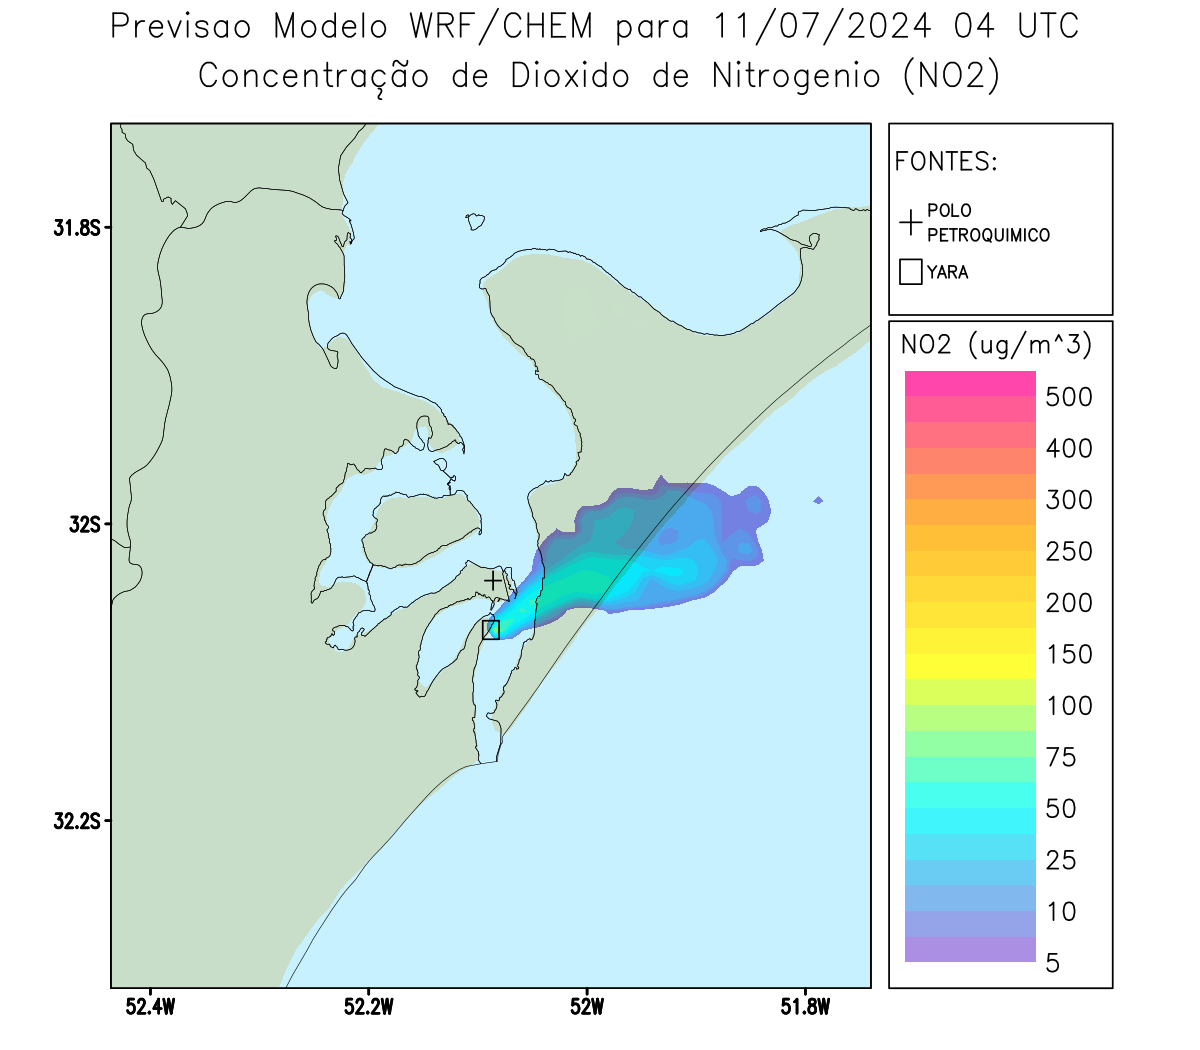 Previsao Modelo WRF/CHEM para 11/07/2024 04 UTC
Concentração de Dioxido de Nitrogenio (NO2)
FONTES:
POLO
PETROQUIMICO
YARA
NO2 (ug/m^3)
500
400
300
250
200
150
100
75
50
25
10
5
31.8S
32S
32.2S
52.4W
52.2W
52W
51.8W